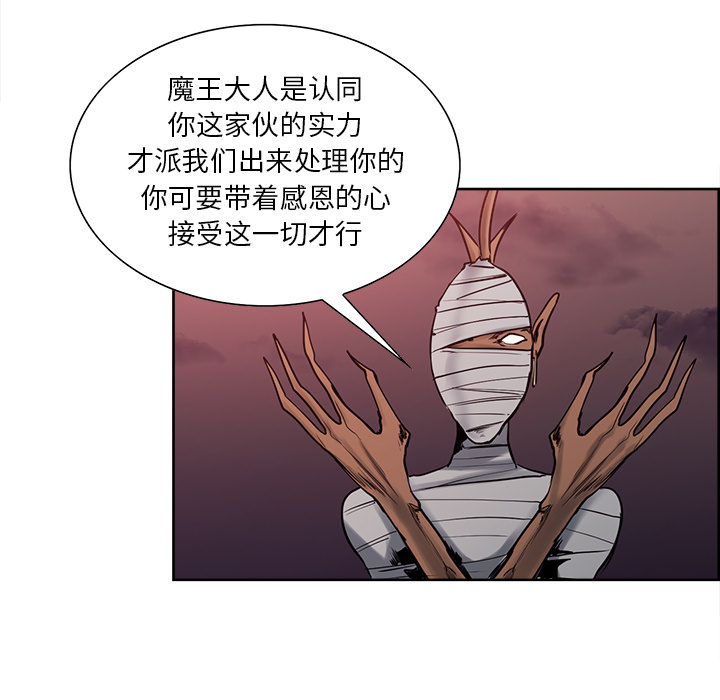 魔王大人是认同
你这家伙的实力
才派我们出来处理你的
你可要带着感恩的心
接受这一切才行